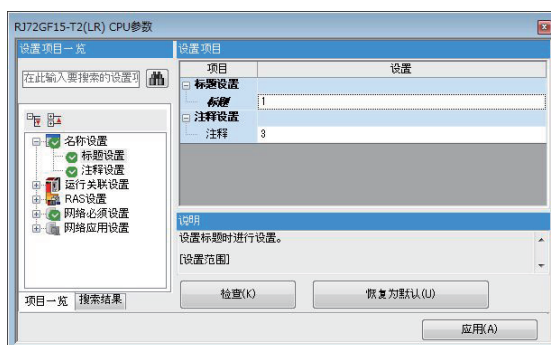 RJ72GF15-T2(LR) CPU参数
设置项目一览
在此输入要搜索的设置项
名称设置
标题设置
注释设置
运行关联设置
RAS设置
网络必须设置
网络应用设置
项目一览 搜索结果
设置项目
项目 设置
标题设置
标题 1
注释设置
注释 3
说明
设置标题时进行设置。
[设置范围]
检查(K) 恢复为默认(U)
应用(A)